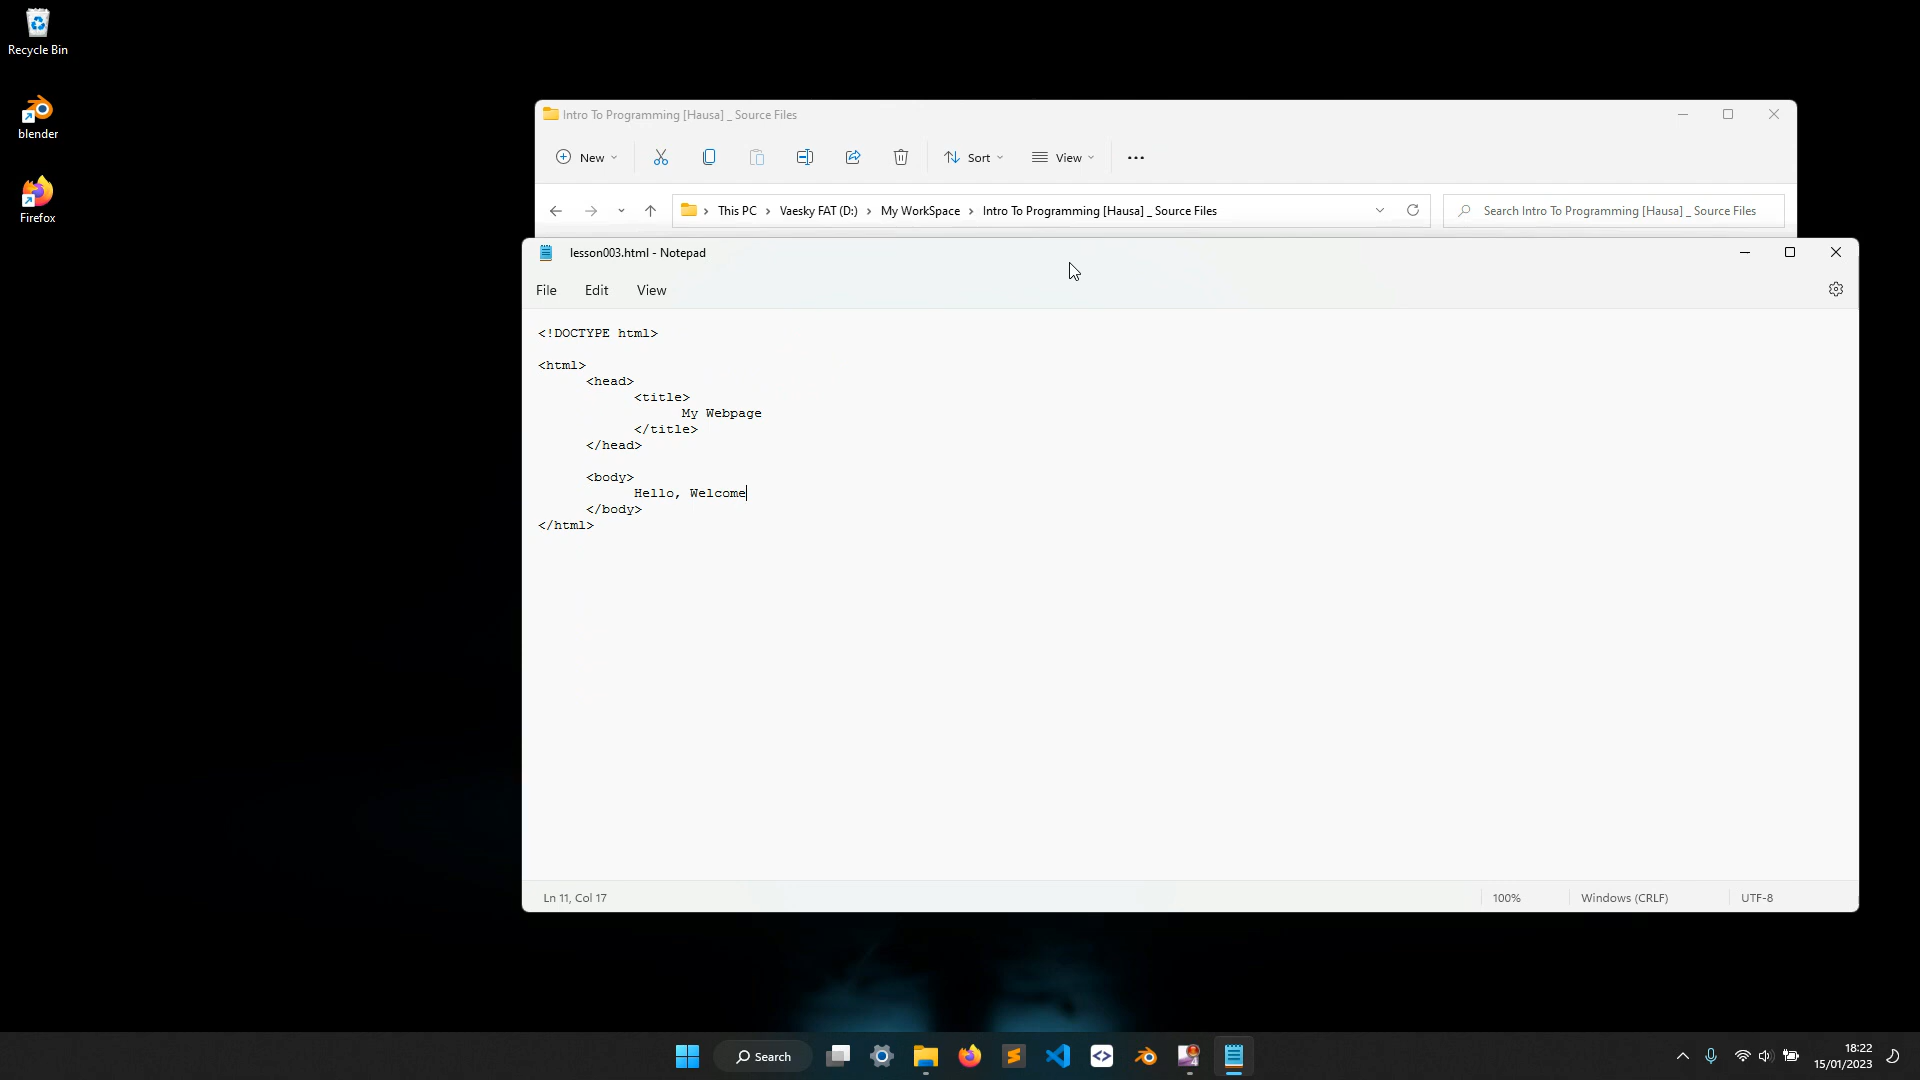 Recycle Bin
blender
Firefox
Intro To Programming [Hausa] _ Source Files
New
Sort
View
This PC > Vaesky FAT (D:) > My WorkSpace > Intro To Programming [Hausa] _ Source Files
Search Intro To Programming [Hausa] _ Source Files
lesson003.html - Notepad
File Edit View
<!DOCTYPE html>
<html>
<head>
<title>
My Webpage
</title>
</head>
<body>
Hello, Welcome
</body>
</html>
Ln 11, Col 17
100%
Windows (CRLF)
UTF-8
Search
18:22
15/01/2023